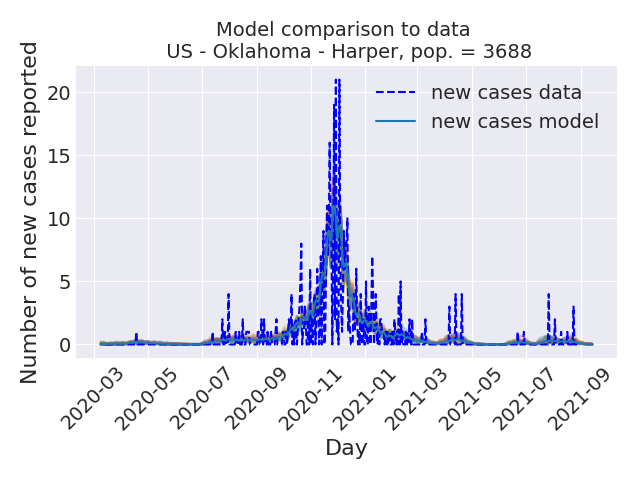 Model comparison to data
US - Oklahoma - Harper, pop. = 3688
Number of new cases reported
20
15
10
5
0
new cases data
new cases model
2020-03
2020-05
2020-07
2020-09
2020-11
2021-01
2021-03
2021-05
2021-07
2021-09
Day